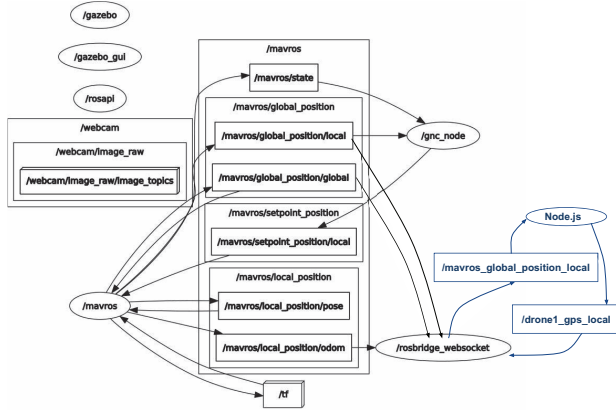 /gazebo
/gazebo_gui
/rosapi
/webcam
/webcam/image_raw
/webcam/image_raw/image_topics
/mavros
/mavros/state
/mavros/global_position
/mavros/global_position/local
/mavros/global_position/global
/gnc_node
/mavros/setpoint_position
/mavros/setpoint_position/local
/mavros/local_position
/mavros/local_position/pose
/mavros/local_position/odom
/mavros
/tf
/rosbridge_websocket
Node.js
/mavros_global_position_local
/drone1_gps_local